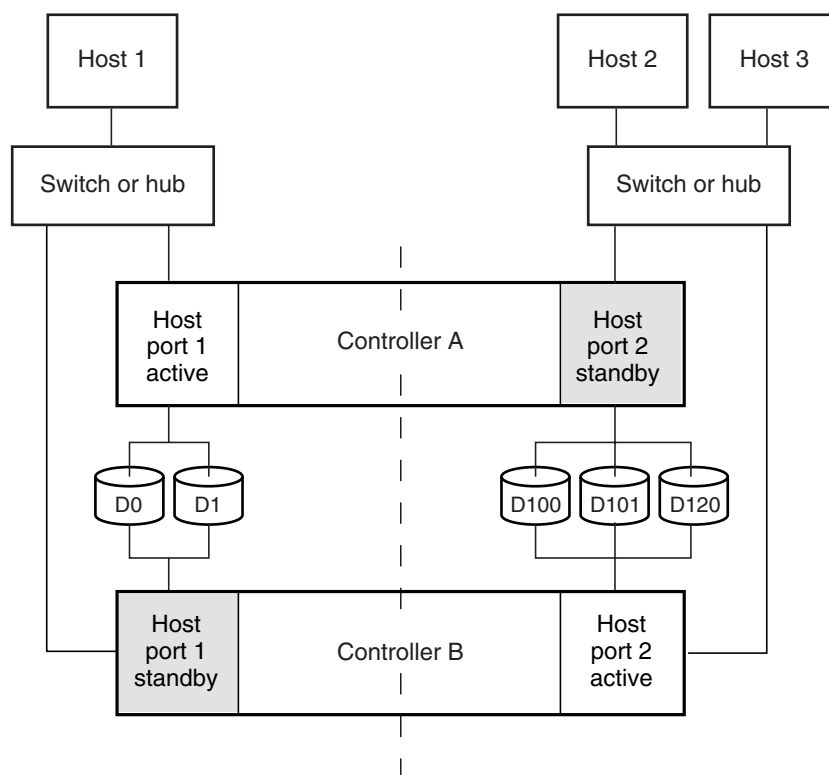 Host 1
Host 2
Host 3
Switch or hub
Switch or hub
Host
port 1
active
Controller A
Host
port 2
standby
D0
D1
D100
D101
D120
Host
port 1
standby
Controller B
Host
port 2
active